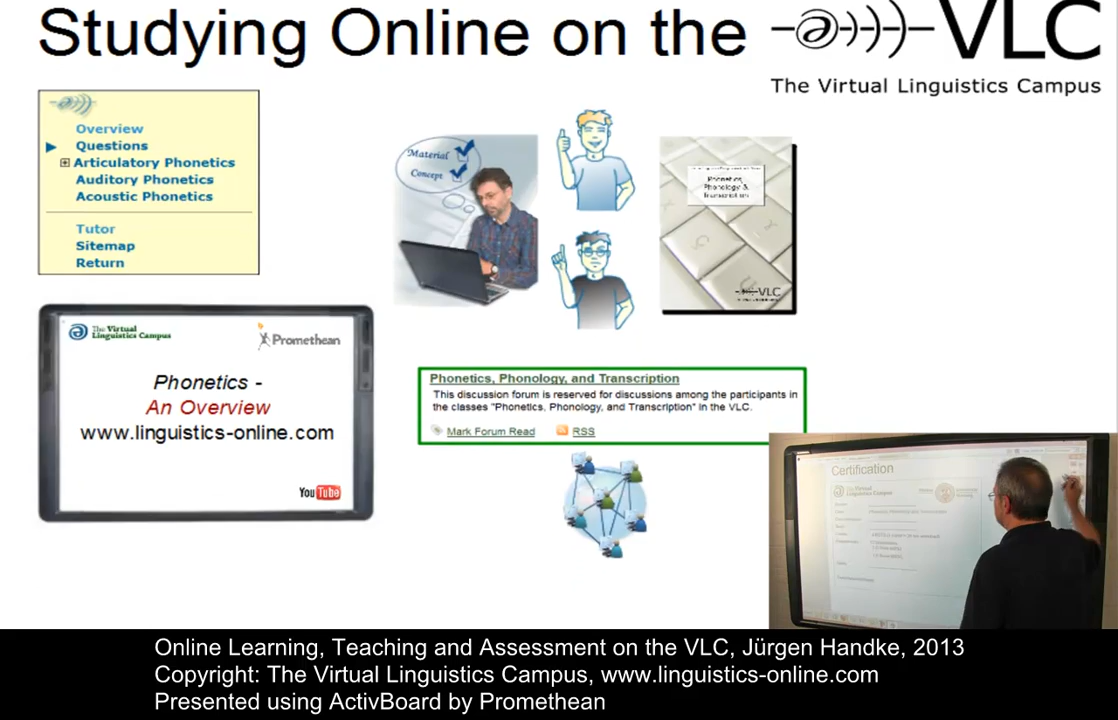 Studying Online on the
VLC
The Virtual Linguistics Campus
Overview
Questions
Articulatory Phonetics
Auditory Phonetics
Acoustic Phonetics
Tutor
Sitemap
Return
Material
Concept
Phonetics,
Phonology &
Transcription
VLC
The Virtual
Linguistics Campus
Promethean
Phonetics -
An Overview
www.linguistics-online.com
YouTube
Phonetics, Phonology, and Transcription
This discussion forum is reserved for discussions among the participants in
the classes "Phonetics, Phonology, and Transcription" in the VLC.
Mark Forum Read
RSS
Certification
The Virtual
Linguistics Campus
Online Learning, Teaching and Assessment on the VLC, Jürgen Handke, 2013
Copyright: The Virtual Linguistics Campus, www.linguistics-online.com
Presented using ActivBoard by Promethean